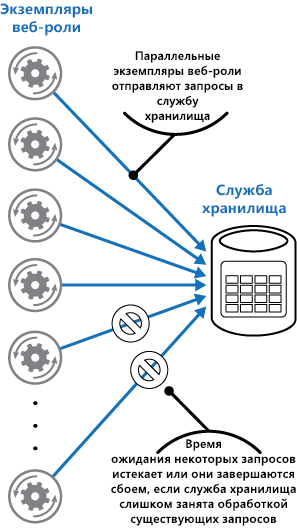 Экземпляры
веб-роли
Параллельные
экземпляры веб-роли
отправляют запросы в
службу
хранилища
Служба
хранилища
Время
ожидания некоторых запросов
истекает или они завершаются
сбоем, если служба хранилища
слишком занята обработкой
существующих запросов